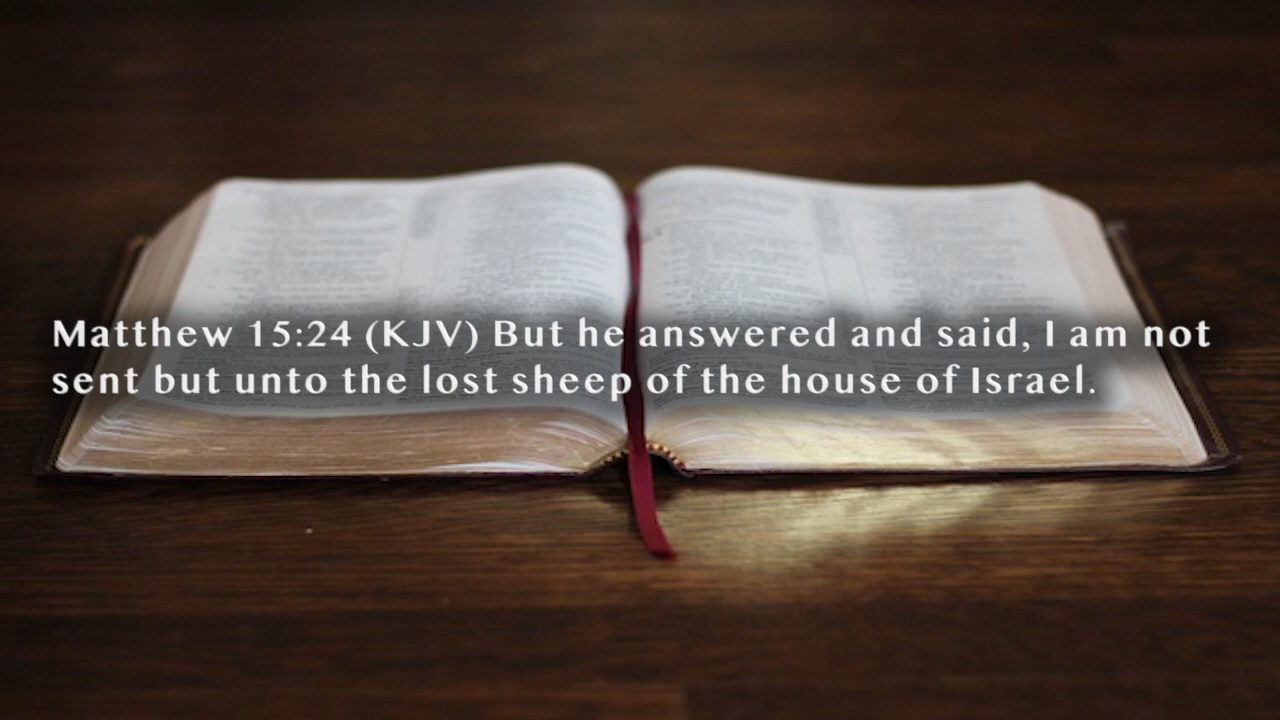 Matthew 15:24 (KJV) But he answered and said, I am not
sent but unto the lost sheep of the house of Israel.